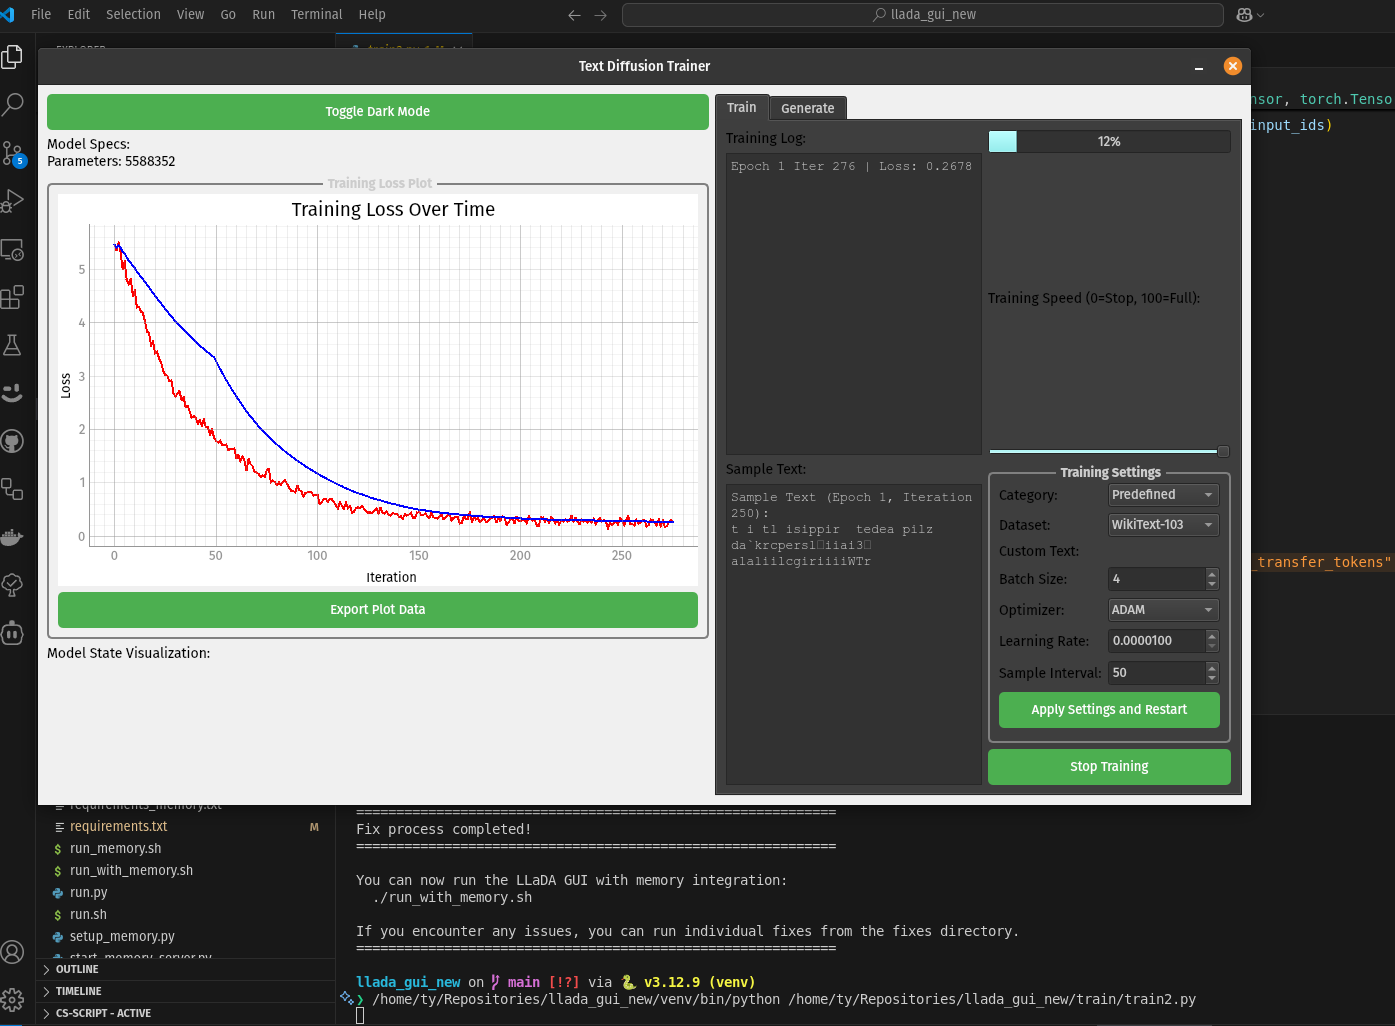 File Edit Selection View Go Run Terminal Help
llada_gui_new
5
Text Diffusion Trainer
Toggle Dark Mode
Model Specs:
Parameters: 5588352
Training Loss Plot
Training Loss Over Time
5
4
3
2
1
0
Loss
0 50 100 150 200 250
Iteration
Export Plot Data
Model State Visualization:
Train Generate
Training Log:
12%
Epoch 1 Iter 276 | Loss: 0.2678
Training Speed (0=Stop, 100=Full):
Sample Text:
Sample Text (Epoch 1, Iteration
250):
t i tl isippir  tedea pilz
da`krcpersl□iiai3□
alaliilcgiriiiiWTr
Training Settings
Category: Predefined
Dataset: WikiText-103
Custom Text:
Batch Size: 4
Optimizer: ADAM
Learning Rate: 0.0000100
Sample Interval: 50
Apply Settings and Restart
Stop Training
nsor, torch.Tenso
input_ids)
_transfer_tokens"
requirements_memory.txt
requirements.txt M
$ run_memory.sh
$ run_with_memory.sh
run.py
$ run.sh
setup_memory.py
start_memory_server.py
OUTLINE
TIMELINE
CS-SCRIPT - ACTIVE
============================================================
Fix process completed!
============================================================
You can now run the LLaDA GUI with memory integration:
./run_with_memory.sh
If you encounter any issues, you can run individual fixes from the fixes directory.
============================================================
llada_gui_new on main [!?] via v3.12.9 (venv)
❯ /home/ty/Repositories/llada_gui_new/venv/bin/python /home/ty/Repositories/llada_gui_new/train/train2.py